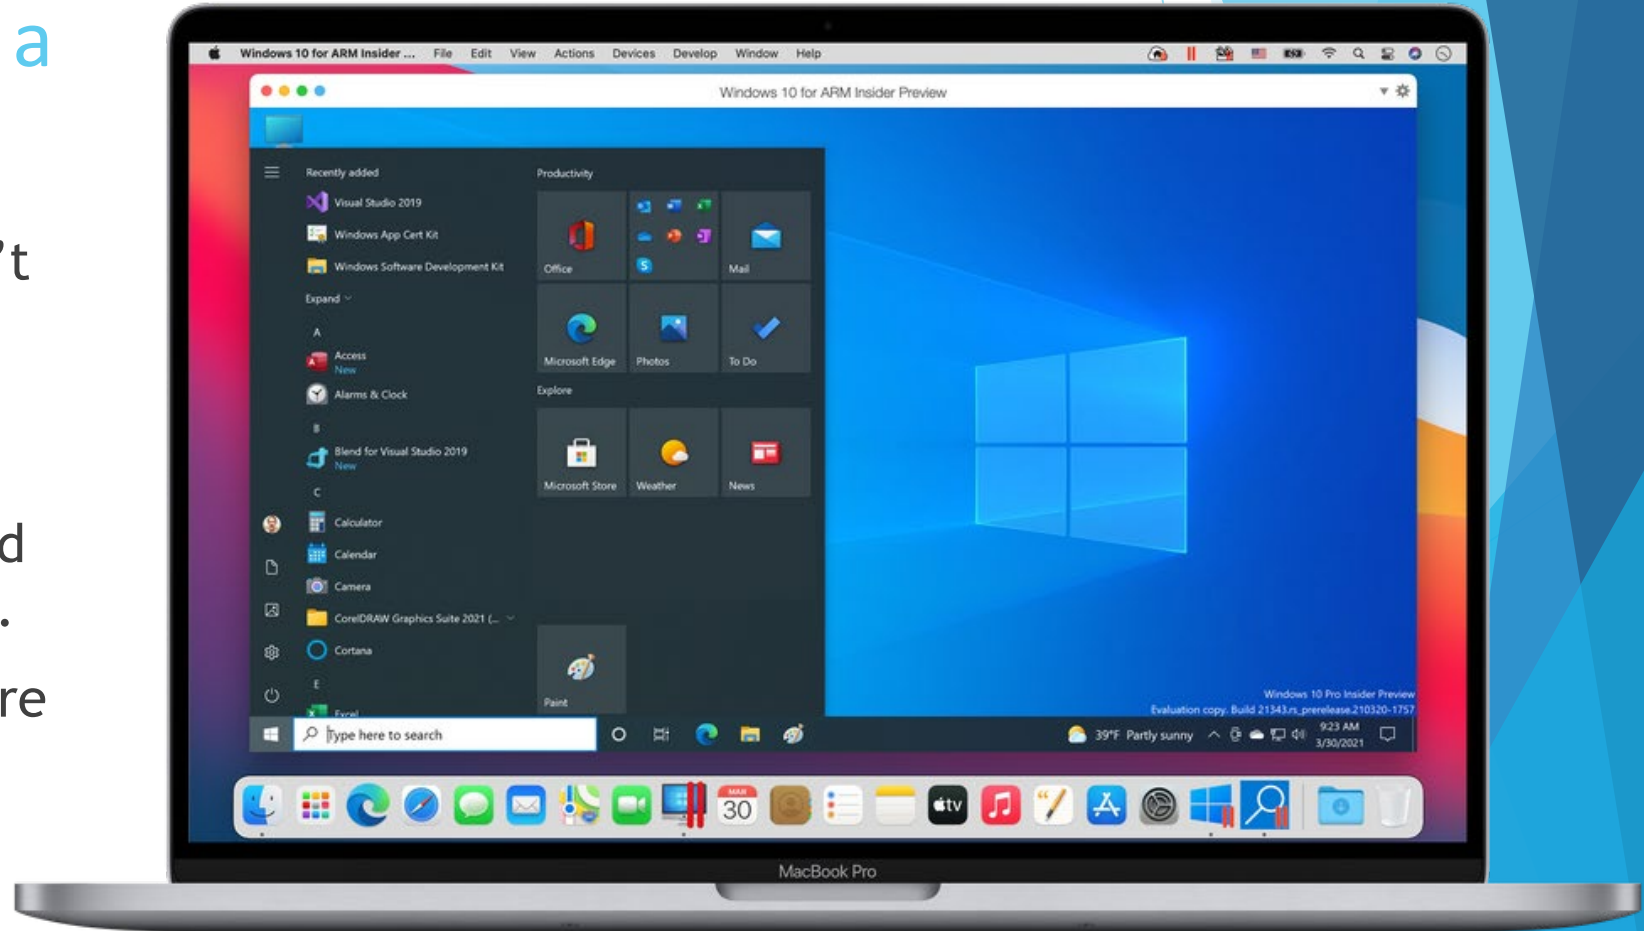 a
't
d
.
re
Windows 10 for ARM Insider ... File Edit View Actions Devices Develop Window Help
Windows 10 for ARM Insider Preview
Recently added
Visual Studio 2019
Windows App Cert Kit
Windows Software Development Kit
Expand
A
Access
New
Alarms & Clock
B
Blend for Visual Studio 2019
New
C
Calculator
Calendar
Camera
CorelDRAW Graphics Suite 2021 (...
Cortana
E
Excel
Productivity
Office
Mail
Microsoft Edge Photos To Do
Explore
Microsoft Store Weather News
Paint
Windows 10 Pro Insider Preview
Evaluation copy. Build 21343.rs_prerelease.210320-1757
Type here to search
39°F Partly sunny
9:23 AM
3/30/2021
MAR
30
tv
MacBook Pro